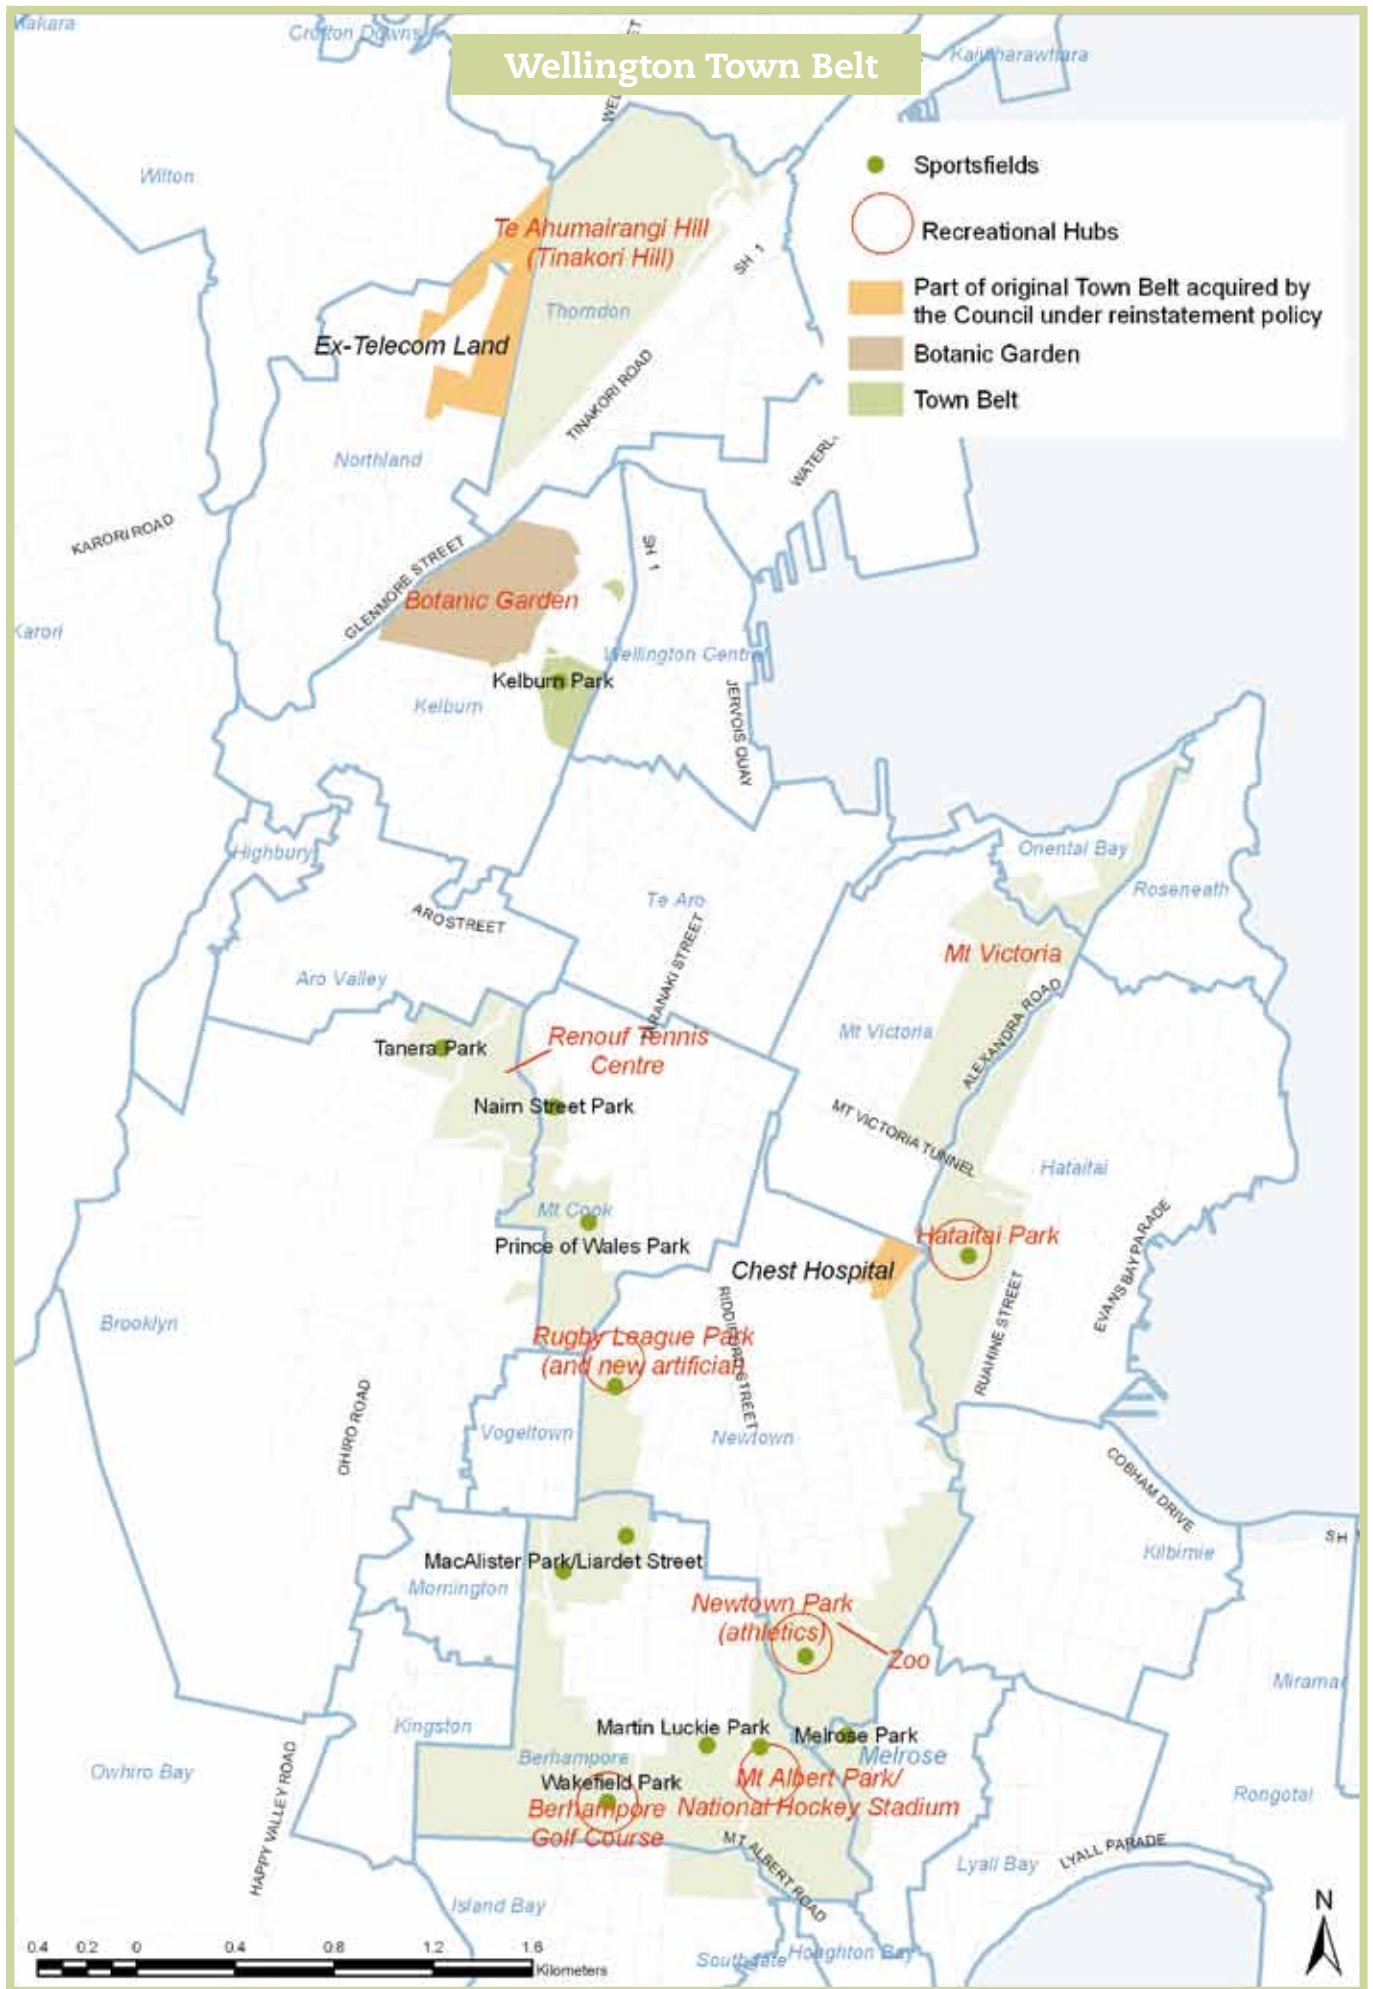 Wellington Town Belt
Crofton Downs
Wilton
Sportsfields
Recreational Hubs
Part of original Town Belt acquired by
the Council under reinstatement policy
Botanic Garden
Town Belt
Te Ahumairangi Hill
(Tinakori Hill)
SH 1
Thorndon
Ex-Telecom Land
TINAKORI ROAD
Northland
KARORI ROAD
SH 1
GLENMORE STREET
Botanic Garden
Karori
Wellington Centre
Kelburn Park
Kelburn
JERVOIS QUAY
Highbury
Oriental Bay
Roseneath
Te Aro
ARO STREET
TARANAKI STREET
Mt Victoria
Aro Valley
Mt Victoria
ALEXANDRA ROAD
Renouf Tennis
Centre
Tanera Park
Nairn Street Park
MT VICTORIA TUNNEL
Hataitai
Mt Cook
Prince of Wales Park
Hataitai Park
Chest Hospital
EVANS BAY PARADE
RUAHINE STREET
Brooklyn
RIDDIFORD STREET
Rugby League Park
(and new artificial)
OHIRO ROAD
Vogeltown
Newtown
COBHAM DRIVE
SH 1
Kilbirnie
MacAlister Park/Liardet Street
Mornington
Newtown Park
(athletics)
Zoo
Miramar
Kingston
Martin Luckie Park
Melrose Park
Berhampore
Melrose
Owhiro Bay
HAPPY VALLEY ROAD
Wakefield Park
Mt Albert Park/
National Hockey Stadium
Berhampore
Golf Course
Rongotai
MT ALBERT ROAD
Lyall Bay
LYALL PARADE
Island Bay
N
Southgate
Houghton Bay
0.4 0.2 0 0.4 0.8 1.2 1.6
Kilometers